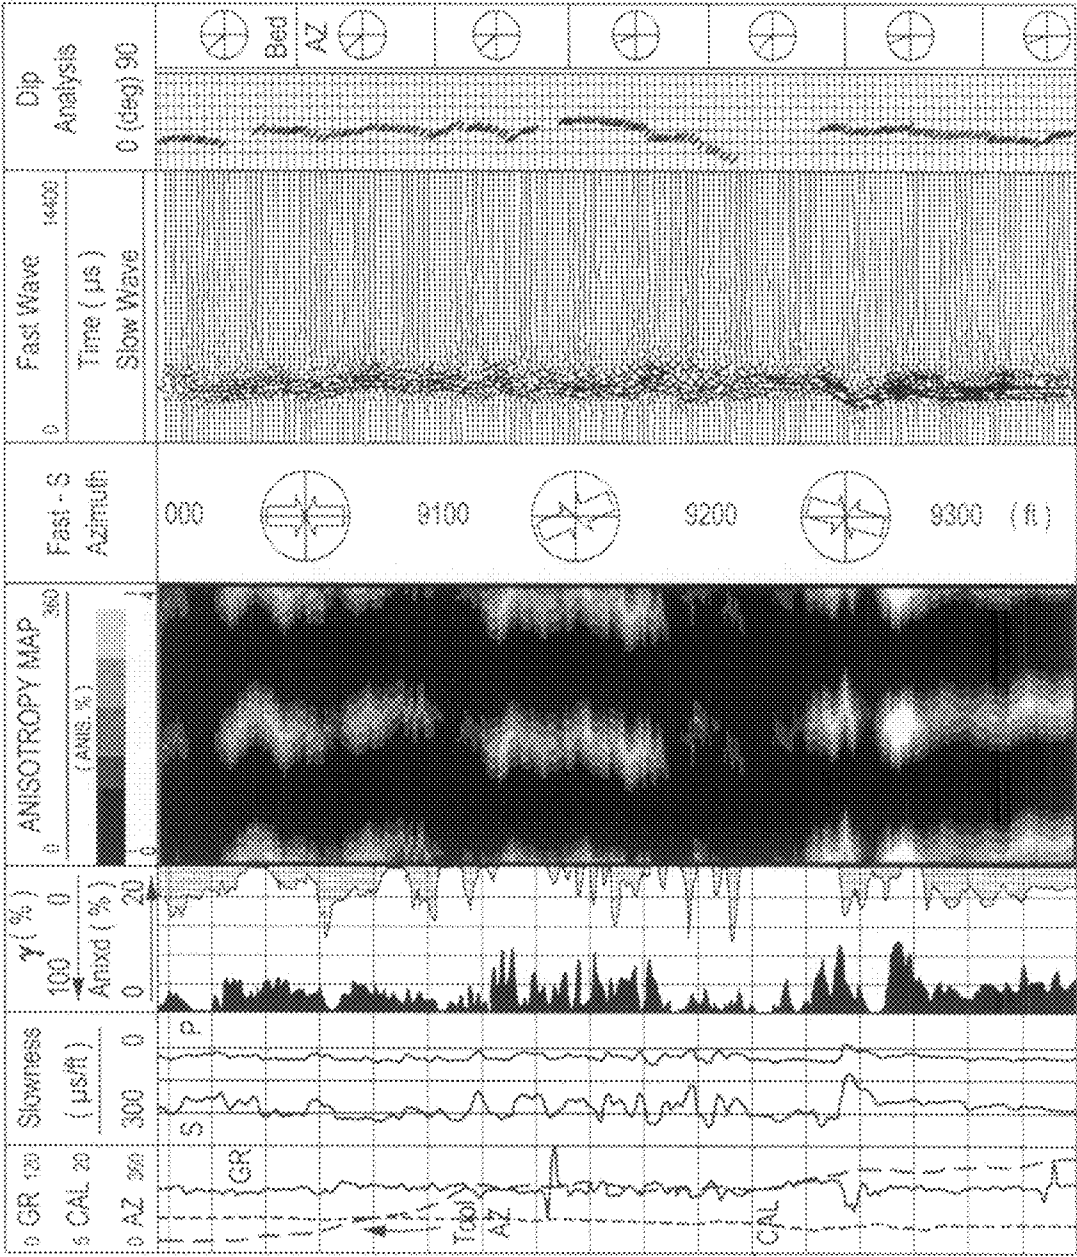 Dip
Analysis
0 (deg) 90
Bed
AZ
Fast Wave
0 14400
Time ( µs )
Slow Wave
Fast - S
Azimuth
000
9100
9200
9300 ( ft )
ANISOTROPY MAP
0 360
( ANIS. % )
0
γ ( % )
100 0
Anxd ( % )
0 20
Slowness
( µs/ft )
300 0
P
S
0 GR 120
6 CAL 20
0 AZ 360
GR
Tool
AZ
CAL